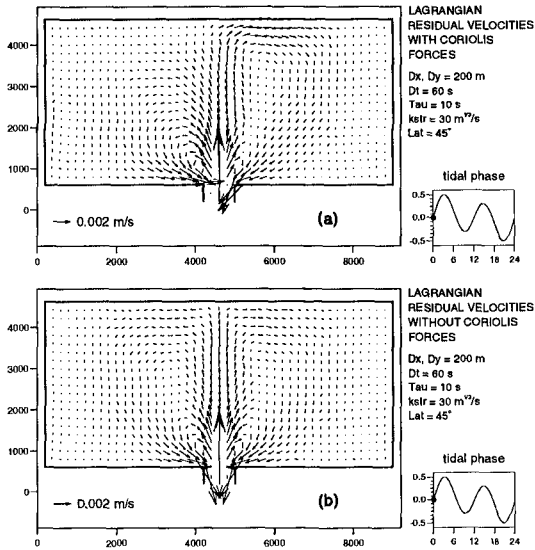 LAGRANGIAN
RESIDUAL VELOCITIES
WITH CORIOLIS
FORCES
Dx, Dy = 200 m
Dt = 60 s
Tau = 10 s
kstr = 30 m^1/3/s
Lat = 45°
4000
3000
2000
1000
0
0.002 m/s
(a)
0 2000 4000 6000 8000
tidal phase
0.5
0.0
-0.5
0 6 12 18 24
LAGRANGIAN
RESIDUAL VELOCITIES
WITHOUT CORIOLIS
FORCES
Dx, Dy = 200 m
Dt = 60 s
Tau = 10 s
kstr = 30 m^1/3/s
Lat = 45°
4000
3000
2000
1000
0
0.002 m/s
(b)
0 2000 4000 6000 8000
tidal phase
0.5
0.0
-0.5
0 6 12 18 24